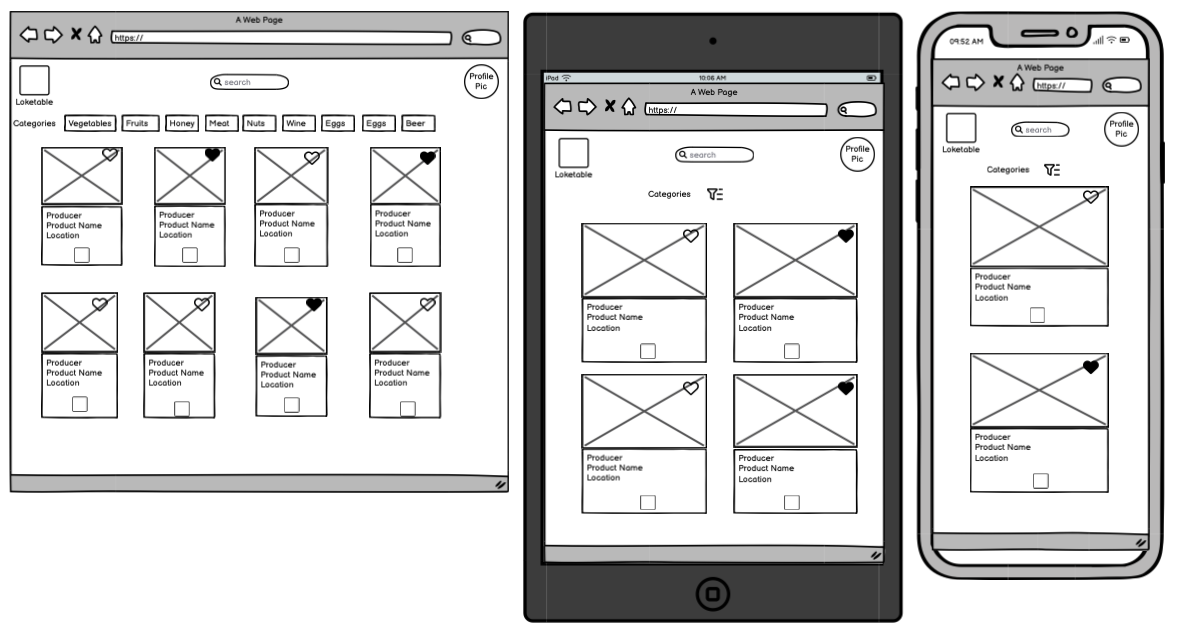 A Web Page
https://
search
Profile
Pic
Loketable
Categories Vegetables Fruits Honey Meat Nuts Wine Eggs Eggs Beer
Producer
Product Name
Location
Producer
Product Name
Location
Producer
Product Name
Location
Producer
Product Name
Location
Producer
Product Name
Location
Producer
Product Name
Location
Producer
Product Name
Location
Producer
Product Name
Location
iPad 10:06 AM
A Web Page
https://
search
Profile
Pic
Loketable
Categories
Producer
Product Name
Location
Producer
Product Name
Location
Producer
Product Name
Location
Producer
Product Name
Location
09:52 AM
A Web Page
https://
search
Profile
Pic
Loketable
Categories
Producer
Product Name
Location
Producer
Product Name
Location